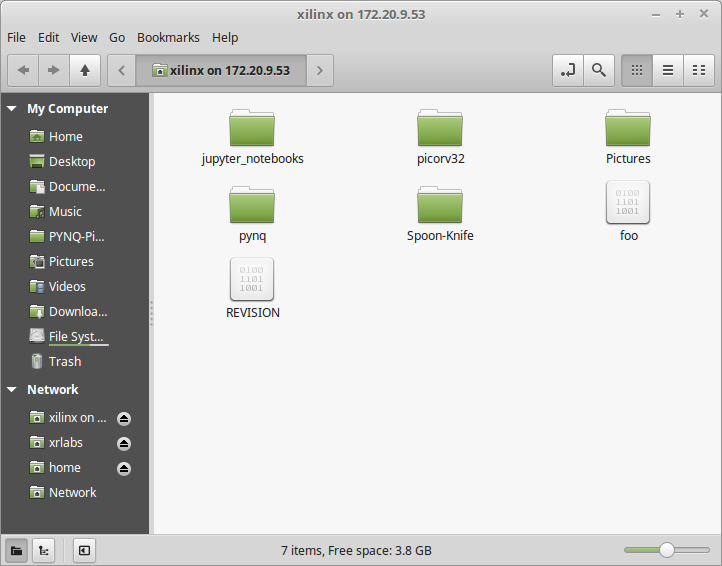 xilinx on 172.20.9.53
File Edit View Go Bookmarks Help
xilinx on 172.20.9.53
My Computer
Home
Desktop
Docume...
Music
PYNQ-Pi...
Pictures
Videos
Downloa...
File Syst...
Trash
Network
xilinx on ...
xrlabs
home
Network
jupyter_notebooks
picorv32
Pictures
pynq
Spoon-Knife
0100
1101
1001
foo
0100
1101
1001
REVISION
7 items, Free space: 3.8 GB